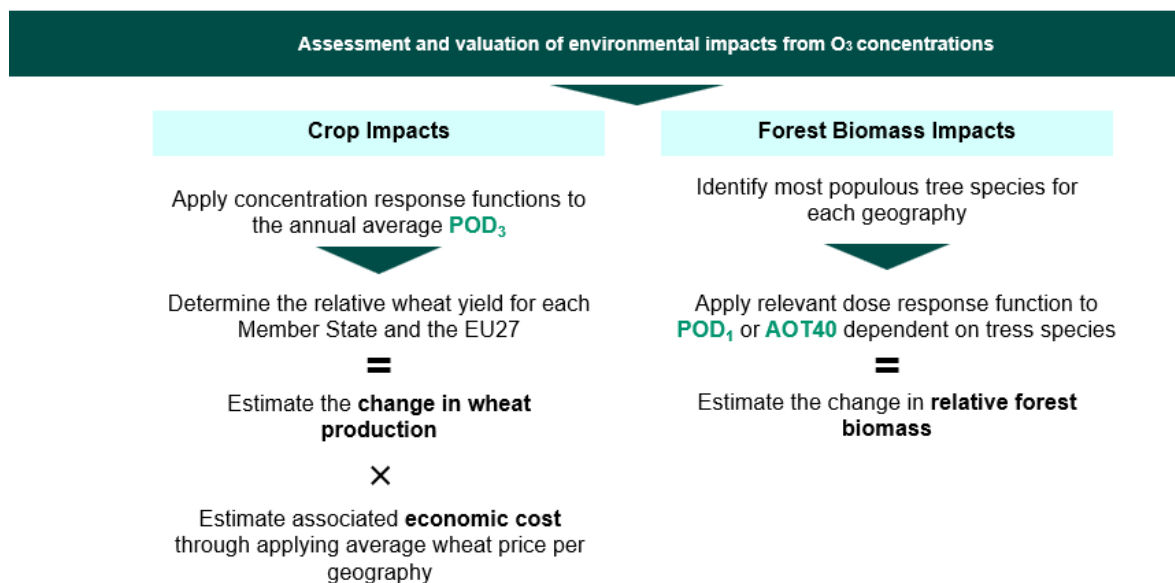 Assessment and valuation of environmental impacts from O₃ concentrations
Crop Impacts
Apply concentration response functions to
the annual average POD₃
Determine the relative wheat yield for each
Member State and the EU27
=
Estimate the change in wheat
production
×
Estimate associated economic cost
through applying average wheat price per
geography
Forest Biomass Impacts
Identify most populous tree species for
each geography
Apply relevant dose response function to
POD₁ or AOT40 dependent on tress species
=
Estimate the change in relative forest
biomass